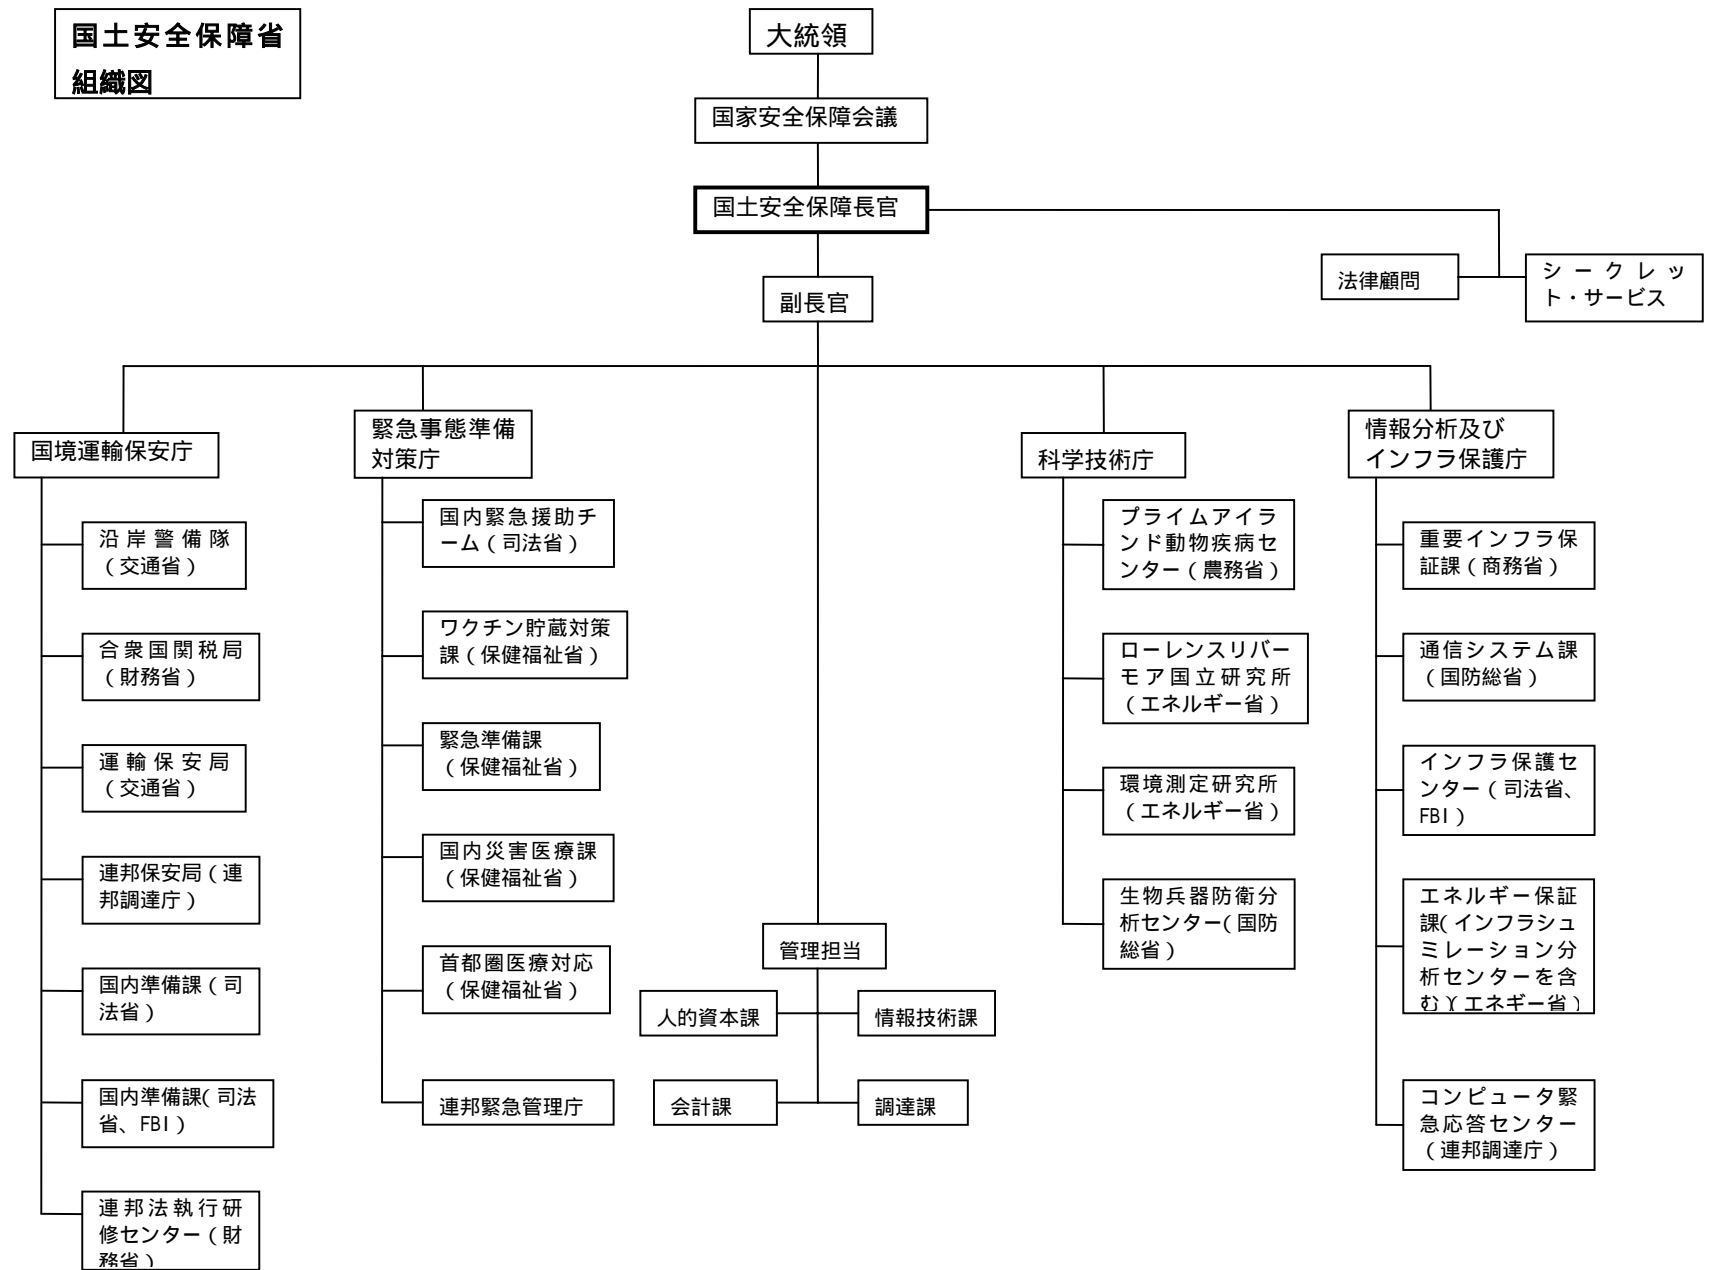 国土安全保障省
組織図
大統領
国家安全保障会議
国土安全保障長官
法律顧問
シークレッ
ト・サービス
副長官
国境運輸保安庁
沿岸警備隊
（交通省）
合衆国関税局
（財務省）
運輸保安局
（交通省）
連邦保安局（連
邦調達庁）
国内準備課（司
法省）
国内準備課（司法
省、FBI）
連邦法執行研
修センター（財
務省）
緊急事態準備
対策庁
国内緊急援助チ
ーム（司法省）
ワクチン貯蔵対策
課（保健福祉省）
緊急準備課
（保健福祉省）
国内災害医療課
（保健福祉省）
首都圏医療対応
（保健福祉省）
連邦緊急管理庁
管理担当
人的資本課
情報技術課
会計課
調達課
科学技術庁
プライムアイラ
ンド動物疾病セ
ンター（農務省）
ローレンスリバー
モア国立研究所
（エネルギー省）
環境測定研究所
（エネルギー省）
生物兵器防衛分
析センター（国防
総省）
情報分析及び
インフラ保護庁
重要インフラ保
証課（商務省）
通信システム課
（国防総省）
インフラ保護セ
ンター（司法省、
FBI）
エネルギー保証
課（インフラシュ
ミレーション分
析センターを含
む）（エネギー省）
コンピュータ緊
急応答センター
（連邦調達庁）